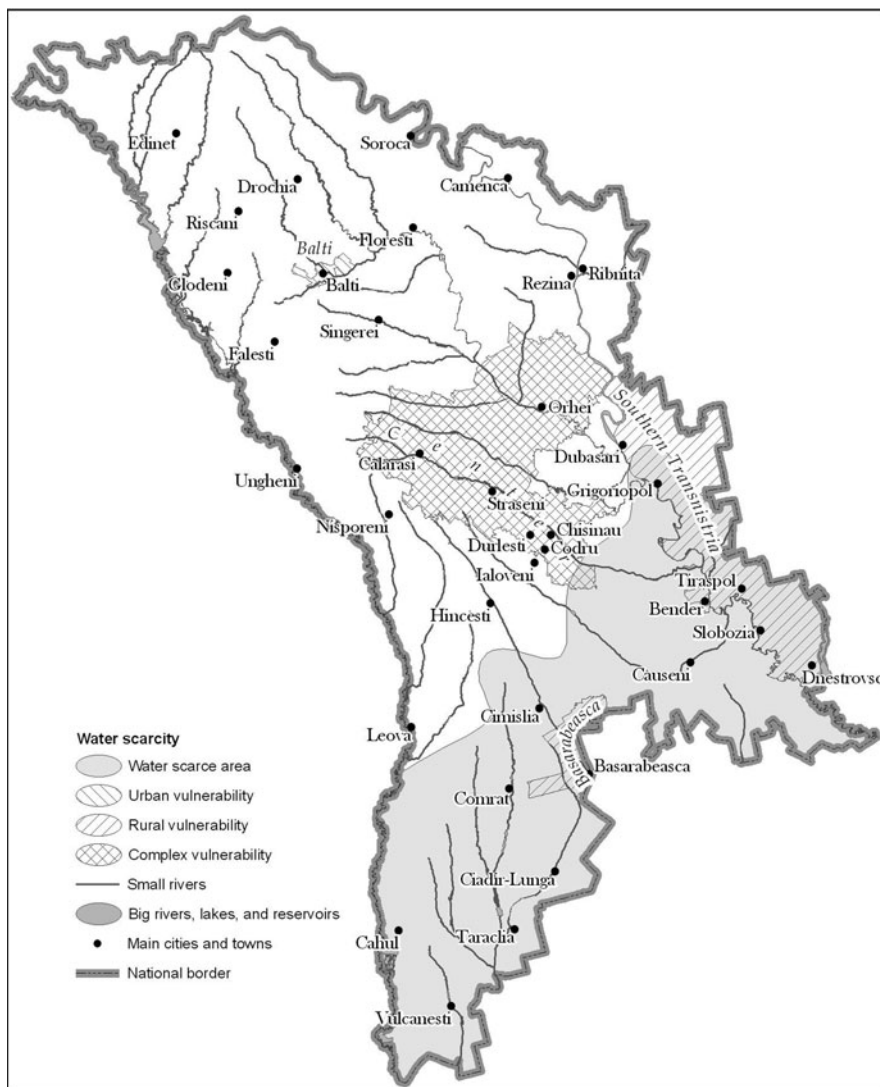 Edinet
Soroca
Drochia
Camenca
Riscani
Floresti
Balti
Glodeni
Balti
Rezina
Ribnita
Singerei
Falesti
Orhei
Southern Transnistria
Center
Dubasari
Calarasi
Ungheni
Straseni
Grigoriopol
Nisporeni
Durlesti
Chisinau
Codru
Ialoveni
Tiraspol
Hincesti
Bender
Slobozia
Causeni
Dnestrovsc
Cimislia
Leova
Basarabeasca
Basarabeasca
Comrat
Ciadir-Lunga
Cahul
Taraclia
Vulcanesti
Water scarcity
Water scarce area
Urban vulnerability
Rural vulnerability
Complex vulnerability
Small rivers
Big rivers, lakes, and reservoirs
Main cities and towns
National border